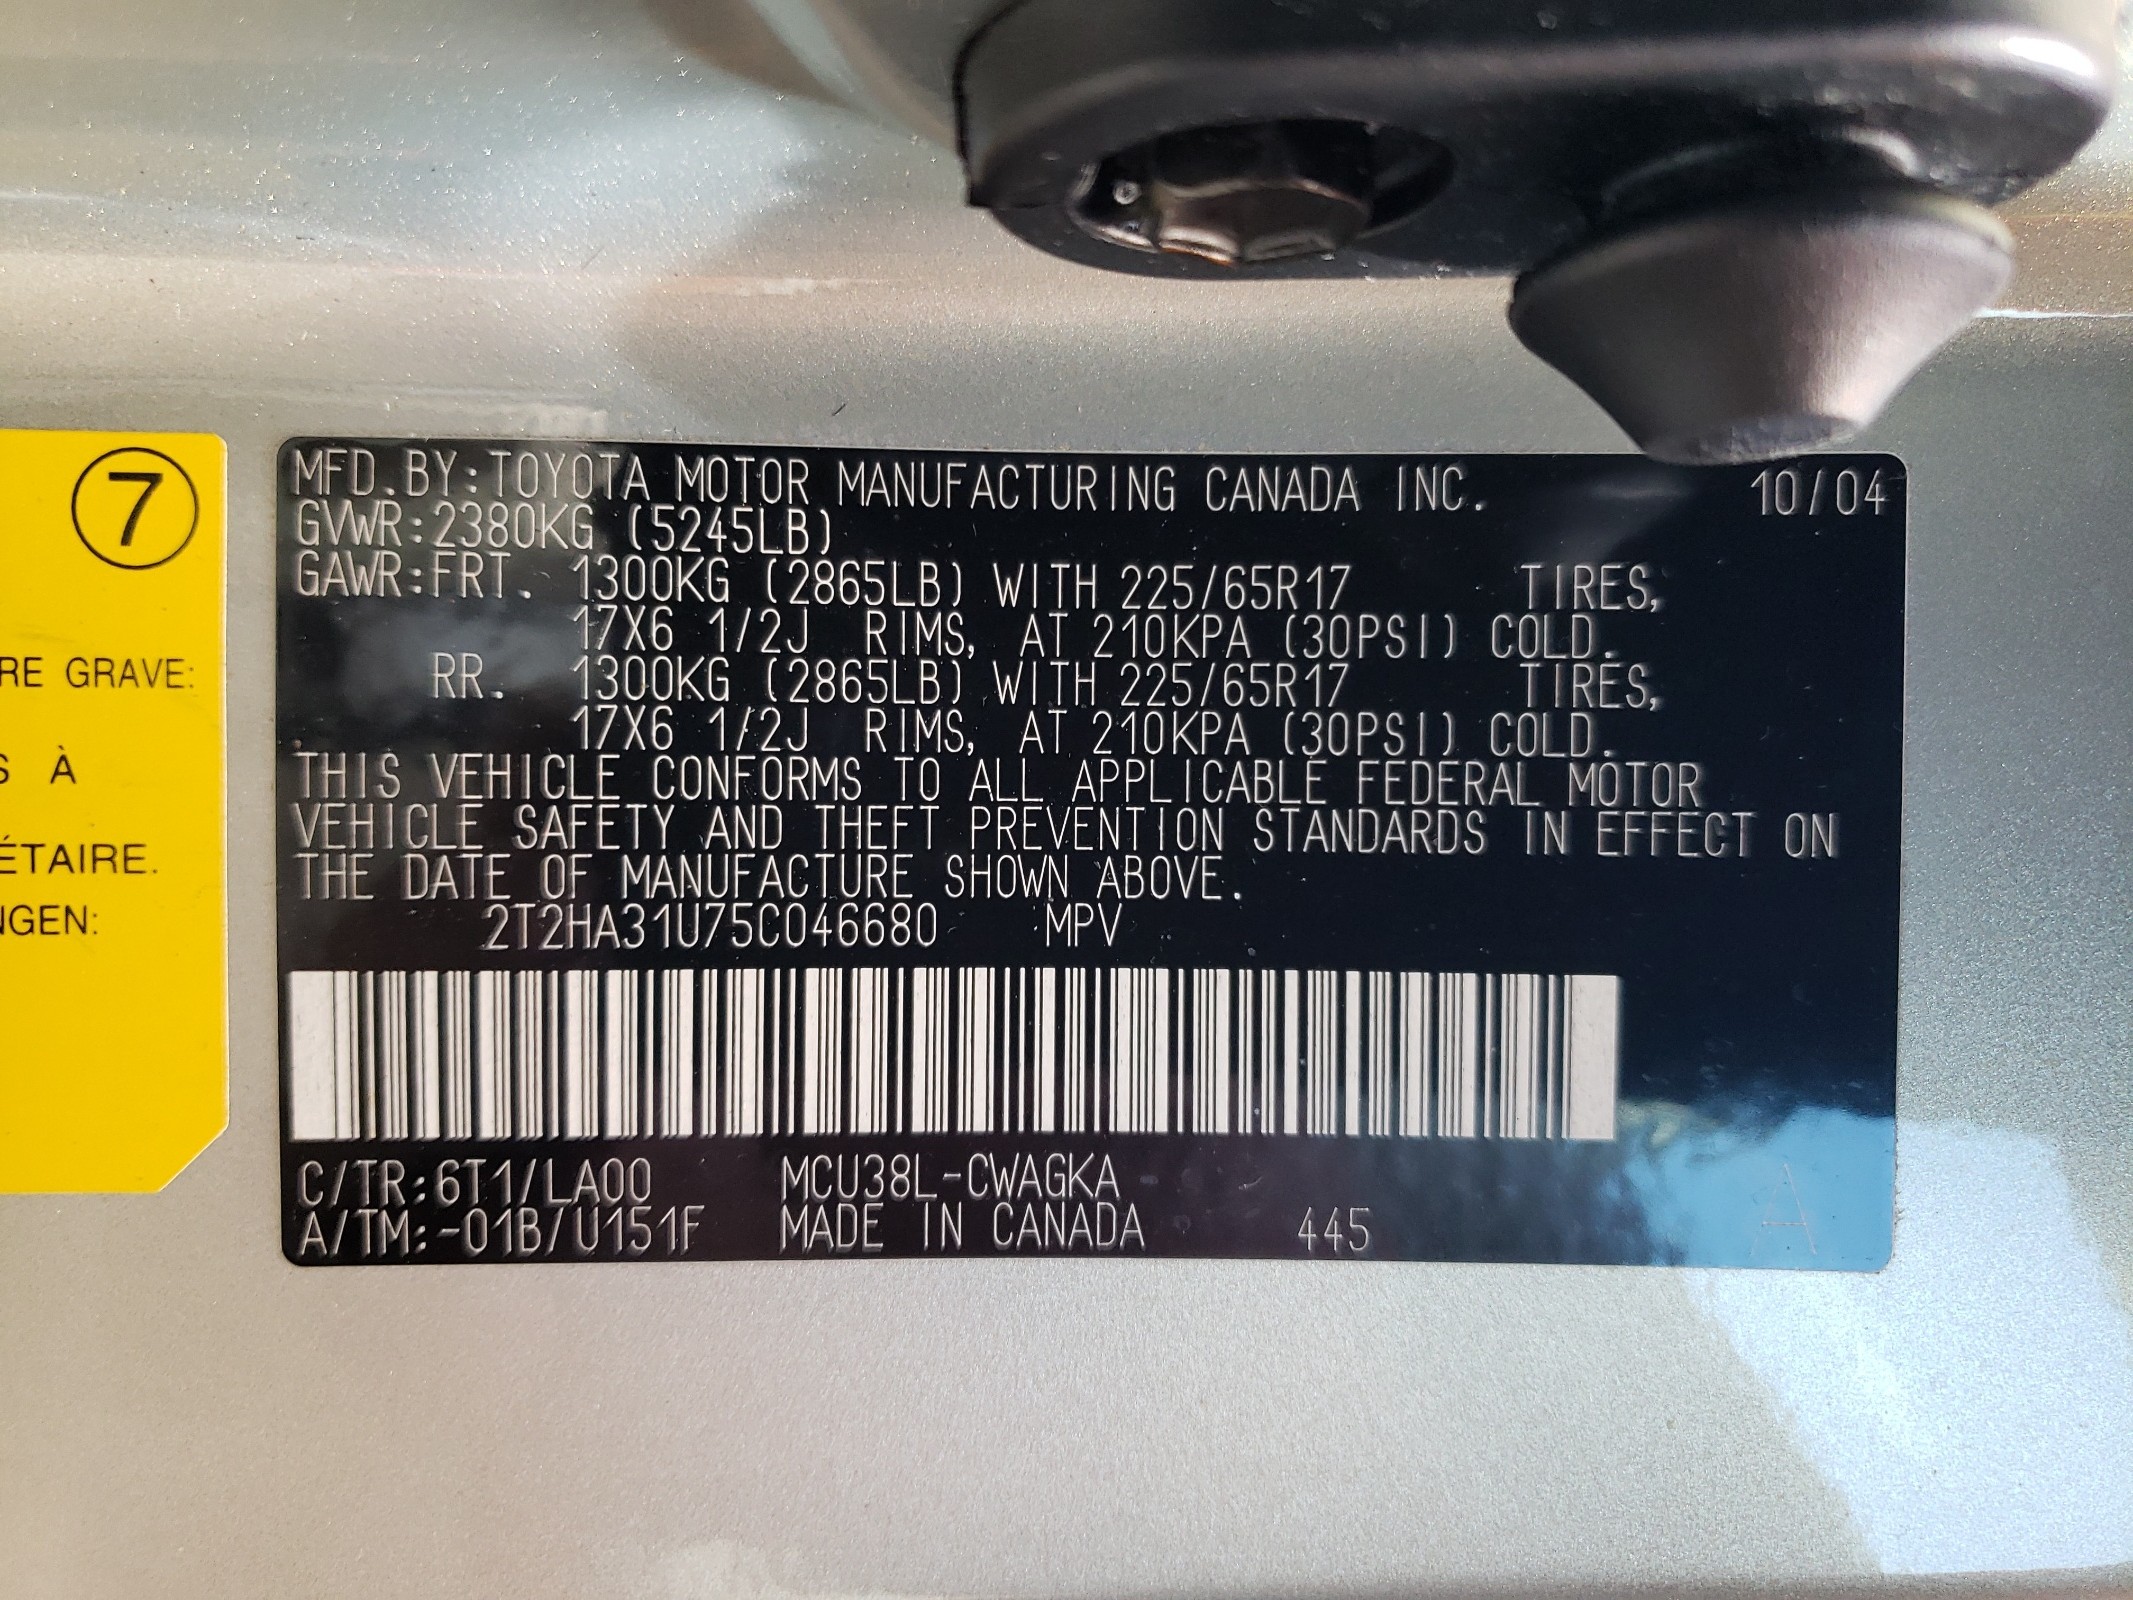 7
RE GRAVE:
S À
ÉTAIRE.
NGEN:
MFD.BY:TOYOTA MOTOR MANUFACTURING CANADA INC. 10/04
GVWR:2380KG (5245LB)
GAWR:FRT. 1300KG (2865LB) WITH 225/65R17 TIRES,
17X6 1/2J RIMS, AT 210KPA (30PSI) COLD.
RR. 1300KG (2865LB) WITH 225/65R17 TIRES,
17X6 1/2J RIMS, AT 210KPA (30PSI) COLD.
THIS VEHICLE CONFORMS TO ALL APPLICABLE FEDERAL MOTOR
VEHICLE SAFETY AND THEFT PREVENTION STANDARDS IN EFFECT ON
THE DATE OF MANUFACTURE SHOWN ABOVE.
2T2HA31U75C046680 MPV
C/TR:6T1/LA00 MCU38L-CWAGKA
A/TM:-01B/U151F MADE IN CANADA 445 A